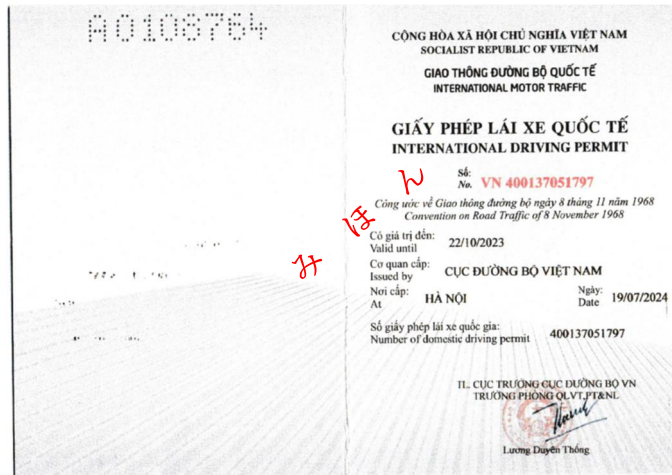 A0108764
CỘNG HÒA XÃ HỘI CHỦ NGHĨA VIỆT NAM
SOCIALIST REPUBLIC OF VIETNAM
GIAO THÔNG ĐƯỜNG BỘ QUỐC TẾ
INTERNATIONAL MOTOR TRAFFIC
GIẤY PHÉP LÁI XE QUỐC TẾ
INTERNATIONAL DRIVING PERMIT
Số:
No. VN 400137051797
Công ước về Giao thông đường bộ ngày 8 tháng 11 năm 1968
Convention on Road Traffic of 8 November 1968
みほん
Có giá trị đến:
Valid until 22/10/2023
Cơ quan cấp:
Issued by CỤC ĐƯỜNG BỘ VIỆT NAM
Nơi cấp: Ngày:
At HÀ NỘI Date 19/07/2024
Số giấy phép lái xe quốc gia:
Number of domestic driving permit 400137051797
TL. CỤC TRƯỞNG CỤC ĐƯỜNG BỘ VN
TRƯỞNG PHÒNG QLVT,PT&NL
Lương Duyên Thống